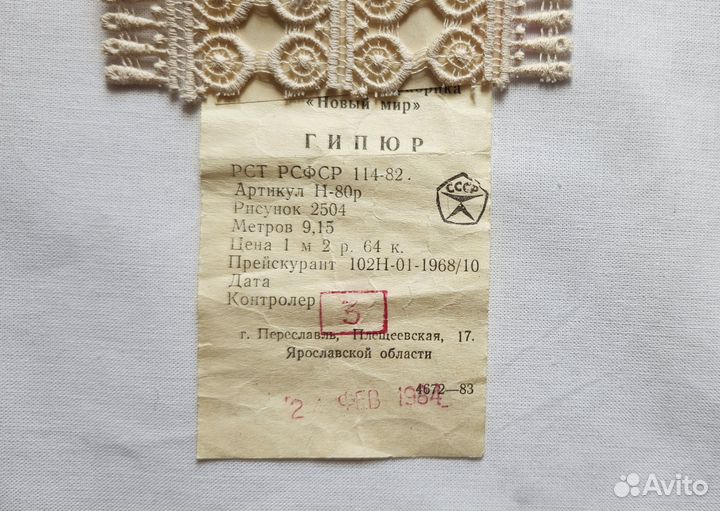 «Новый мир»
ГИПЮР
РСТ РСФСР 114-82.
Артикул Н-80р
СССР
Рисунок 2504
Метров 9,15
Цена 1 м 2 р. 64 к.
Прейскурант 102Н-01-1968/10
Дата
Контролер 3
г. Переславль, Плещеевская, 17.
Ярославской области
4672—83
ФЕВ 1984
Avito